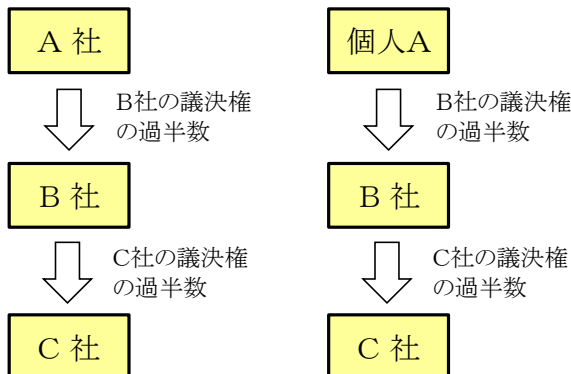 A 社
B社の議決権
の過半数
B 社
C社の議決権
の過半数
C 社
個人A
B社の議決権
の過半数
B 社
C社の議決権
の過半数
C 社